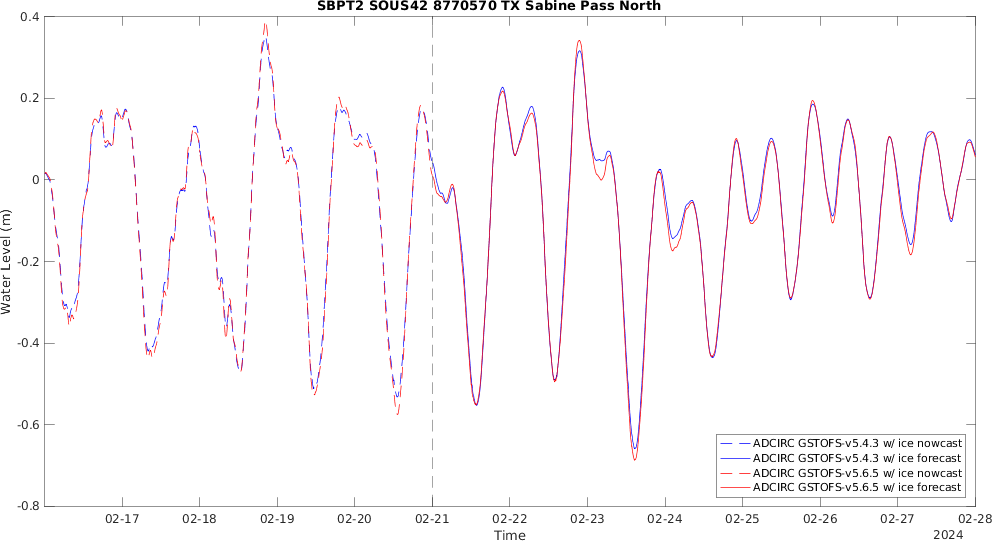 SBPT2 SOUS42 8770570 TX Sabine Pass North
0.4
0.2
0
-0.2
-0.4
-0.6
-0.8
Water Level (m)
ADCIRC GSTOFS-v5.4.3 w/ ice nowcast
ADCIRC GSTOFS-v5.4.3 w/ ice forecast
ADCIRC GSTOFS-v5.6.5 w/ ice nowcast
ADCIRC GSTOFS-v5.6.5 w/ ice forecast
02-17 02-18 02-19 02-20 02-21 02-22 02-23 02-24 02-25 02-26 02-27 02-28
Time
2024